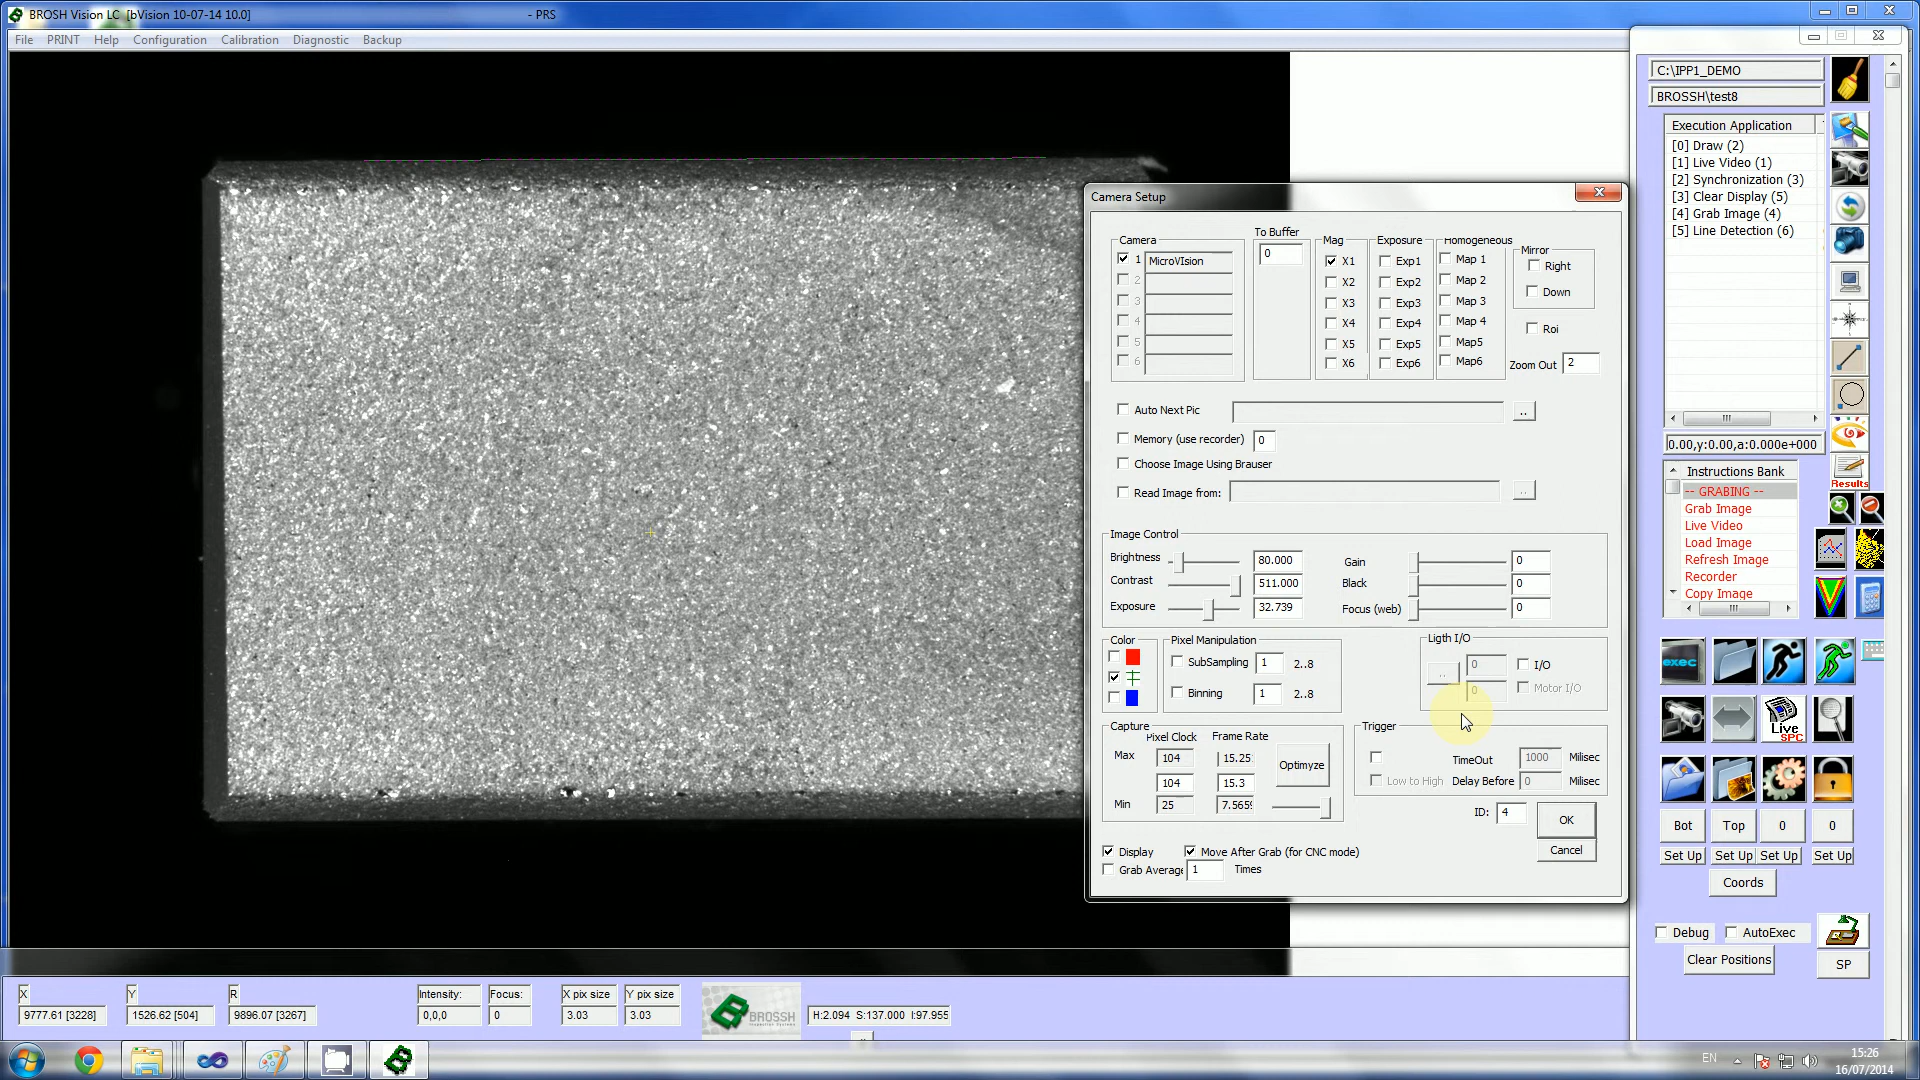 BROSH Vision LC [bVision 10-07-14 10.0] - PRS
File PRINT Help Configuration Calibration Diagnostic Backup
C:\IPP1_DEMO
BROSSH\test8
Execution Application
[0] Draw (2)
[1] Live Video (1)
[2] Synchronization (3)
[3] Clear Display (5)
[4] Grab Image (4)
[5] Line Detection (6)
0.00,y:0.00,a:0.000e+000
Instructions Bank
-- GRABING --
Grab Image
Live Video
Load Image
Refresh Image
Recorder
Copy Image
Results
exec
Live
SPC
Bot Top 0 0
Set Up Set Up Set Up Set Up
Coords
Debug AutoExec
Clear Positions SP
Camera Setup
Camera To Buffer Mag Exposure Homogeneous Mirror
1 MicroVIsion 0 X1 Exp1 Map 1 Right
2 X2 Exp2 Map 2 Down
3 X3 Exp3 Map 3
4 X4 Exp4 Map 4 Roi
5 X5 Exp5 Map5
6 X6 Exp6 Map6 Zoom Out 2
Auto Next Pic ..
Memory (use recorder) 0
Choose Image Using Brauser
Read Image from: ..
Image Control
Brightness 80.000 Gain 0
Contrast 511.000 Black 0
Exposure 32.739 Focus (web) 0
Color Pixel Manipulation Ligth I/O
SubSampling 1 2..8 .. 0 I/O
Binning 1 2..8 0 Motor I/O
Capture Pixel Clock Frame Rate Trigger
Max 104 15.25 Optimyze TimeOut 1000 Milisec
104 15.3 Low to High Delay Before 0 Milisec
Min 25 7.565
ID: 4 OK
Display Move After Grab (for CNC mode) Cancel
Grab Average 1 Times
X Y R Intensity: Focus: X pix size Y pix size
9777.61 [3228] 1526.62 [504] 9896.07 [3267] 0,0,0 0 3.03 3.03 BROSSH H:2.094 S:137.000 I:97.955
EN 15:26
16/07/2014